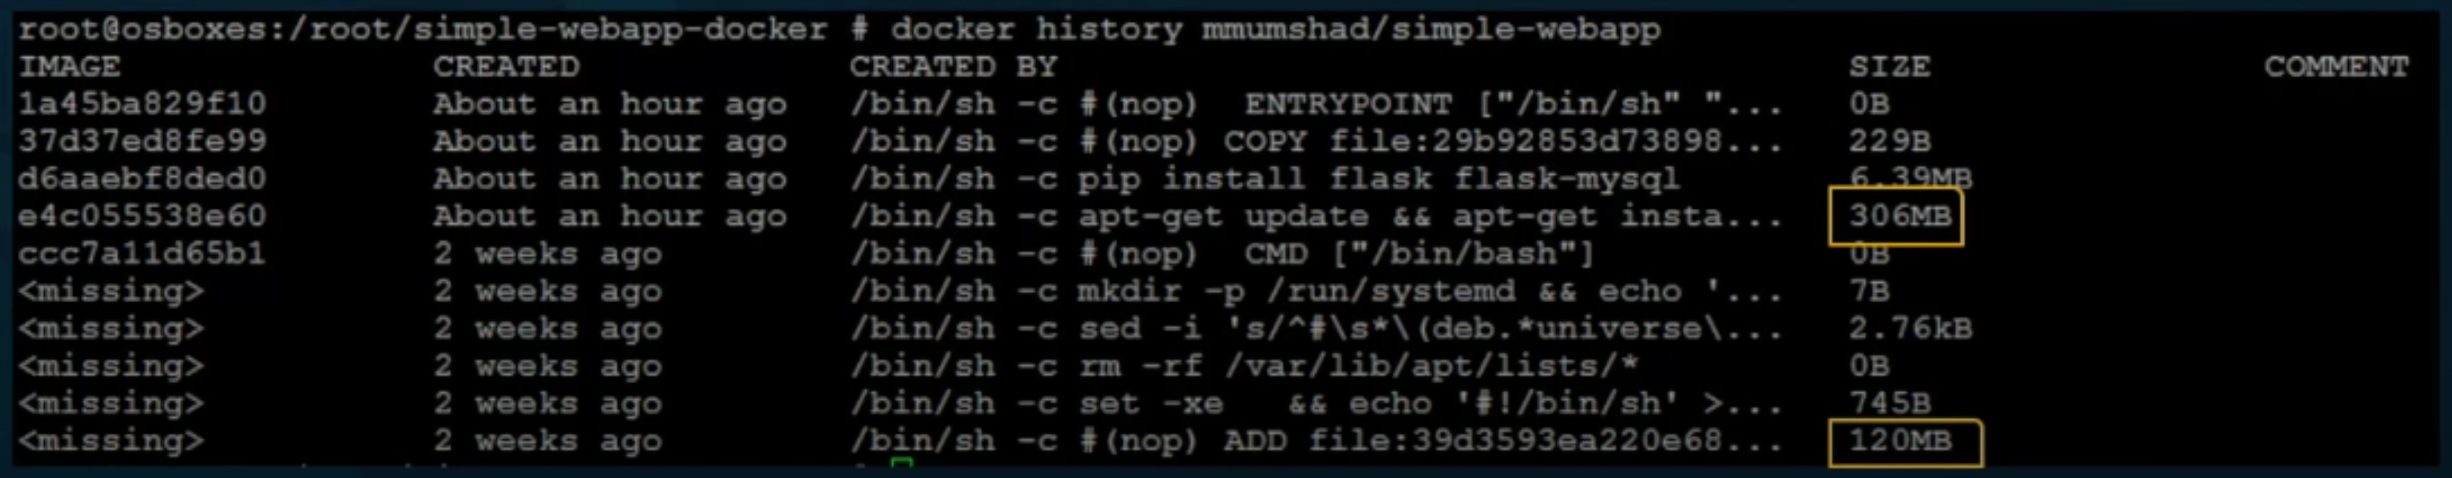 root@osboxes:/root/simple-webapp-docker # docker history mmumshad/simple-webapp
IMAGE CREATED CREATED BY SIZE COMMENT
1a45ba829f10 About an hour ago /bin/sh -c #(nop) ENTRYPOINT ["/bin/sh" "... 0B
37d37ed8fe99 About an hour ago /bin/sh -c #(nop) COPY file:29b92853d73898... 229B
d6aaebf8ded0 About an hour ago /bin/sh -c pip install flask flask-mysql 6.39MB
e4c055538e60 About an hour ago /bin/sh -c apt-get update && apt-get insta... 306MB
ccc7a11d65b1 2 weeks ago /bin/sh -c #(nop) CMD ["/bin/bash"] 0B
<missing> 2 weeks ago /bin/sh -c mkdir -p /run/systemd && echo '... 7B
<missing> 2 weeks ago /bin/sh -c sed -i 's/^#\s*\(deb.*universe\... 2.76kB
<missing> 2 weeks ago /bin/sh -c rm -rf /var/lib/apt/lists/* 0B
<missing> 2 weeks ago /bin/sh -c set -xe && echo '#!/bin/sh' >... 745B
<missing> 2 weeks ago /bin/sh -c #(nop) ADD file:39d3593ea220e68... 120MB